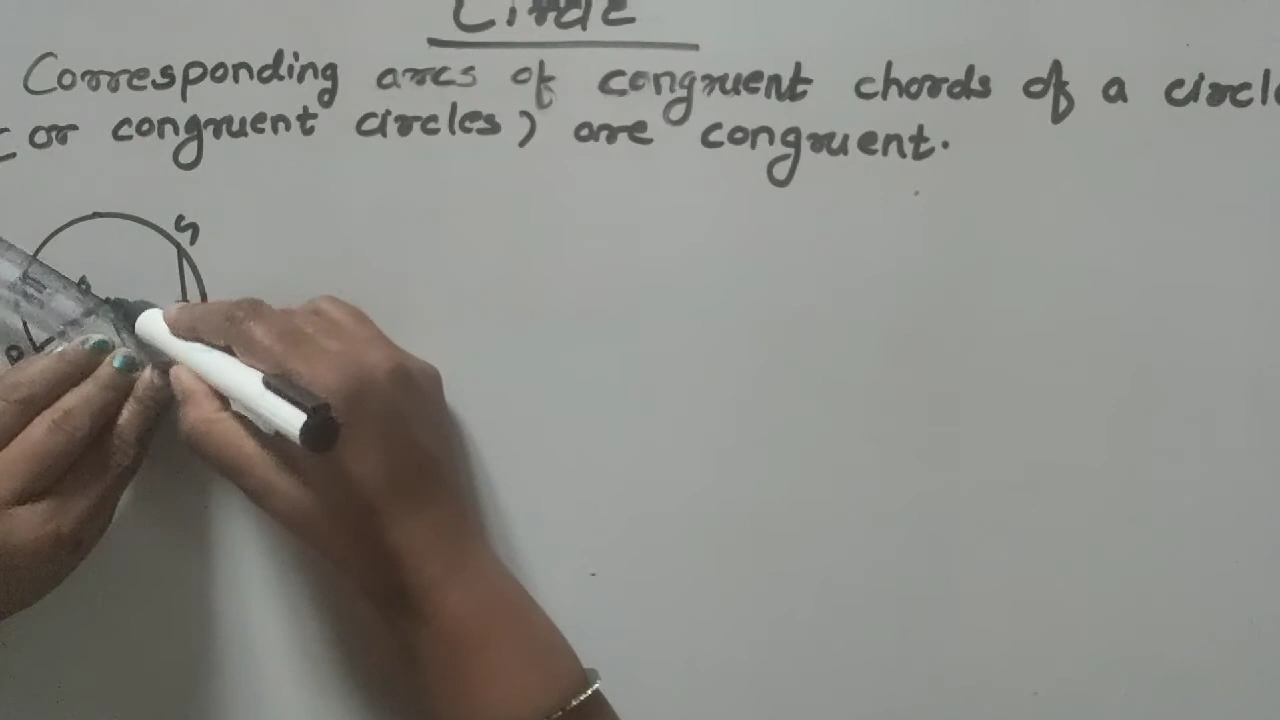 Circle
Corresponding arcs of congruent chords of a circle
(or congruent circles) are congruent.
S
P